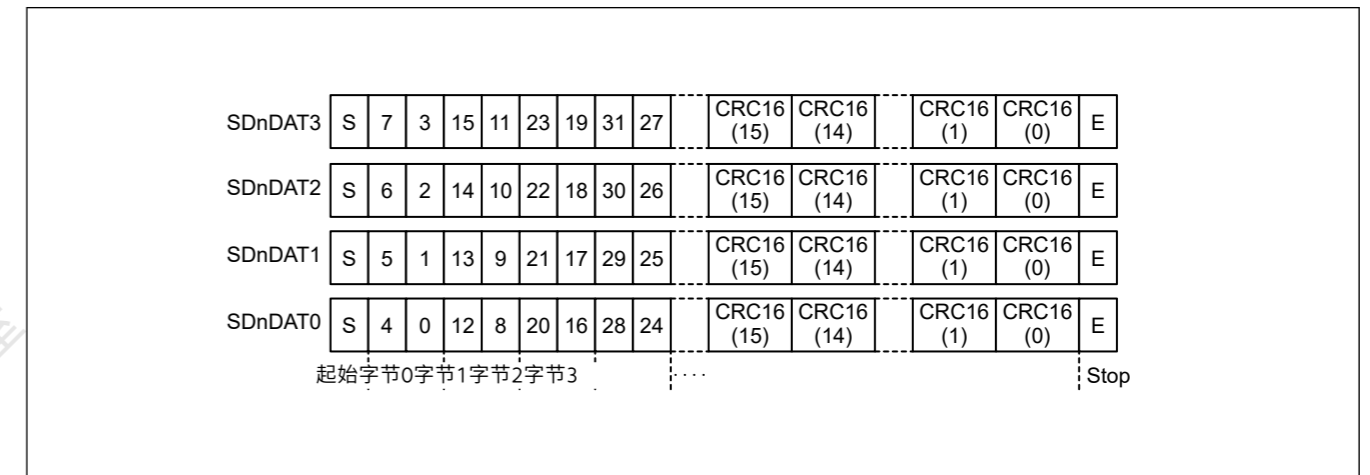 SDnDAT3 S 7 3 15 11 23 19 31 27 CRC16 (15) CRC16 (14) CRC16 (1) CRC16 (0) E
SDnDAT2 S 6 2 14 10 22 18 30 26 CRC16 (15) CRC16 (14) CRC16 (1) CRC16 (0) E
SDnDAT1 S 5 1 13 9 21 17 29 25 CRC16 (15) CRC16 (14) CRC16 (1) CRC16 (0) E
SDnDAT0 S 4 0 12 8 20 16 28 24 CRC16 (15) CRC16 (14) CRC16 (1) CRC16 (0) E
起始字节0字节1字节2字节3 ···· Stop